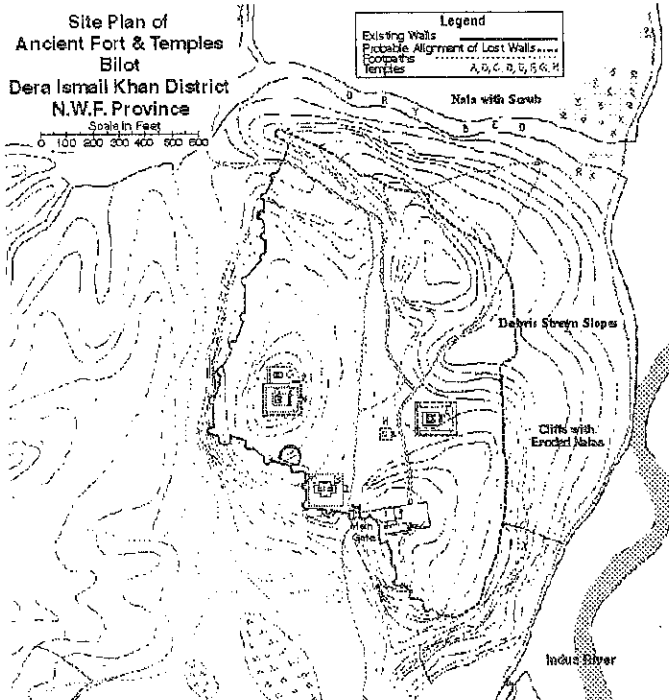 Site Plan of
Ancient Fort & Temples
Bilot
Dera Ismail Khan District
N.W.F. Province
Scale in Feet
0 100 200 300 400 500 600
Legend
Existing Walls
Probable Alignment of Lost Walls
Footpaths
Temples
Nala with Scrub
D R Y B E D
Debris Strewn Slopes
Cliffs with
Eroded Nalas
Main
Gate
Indus River